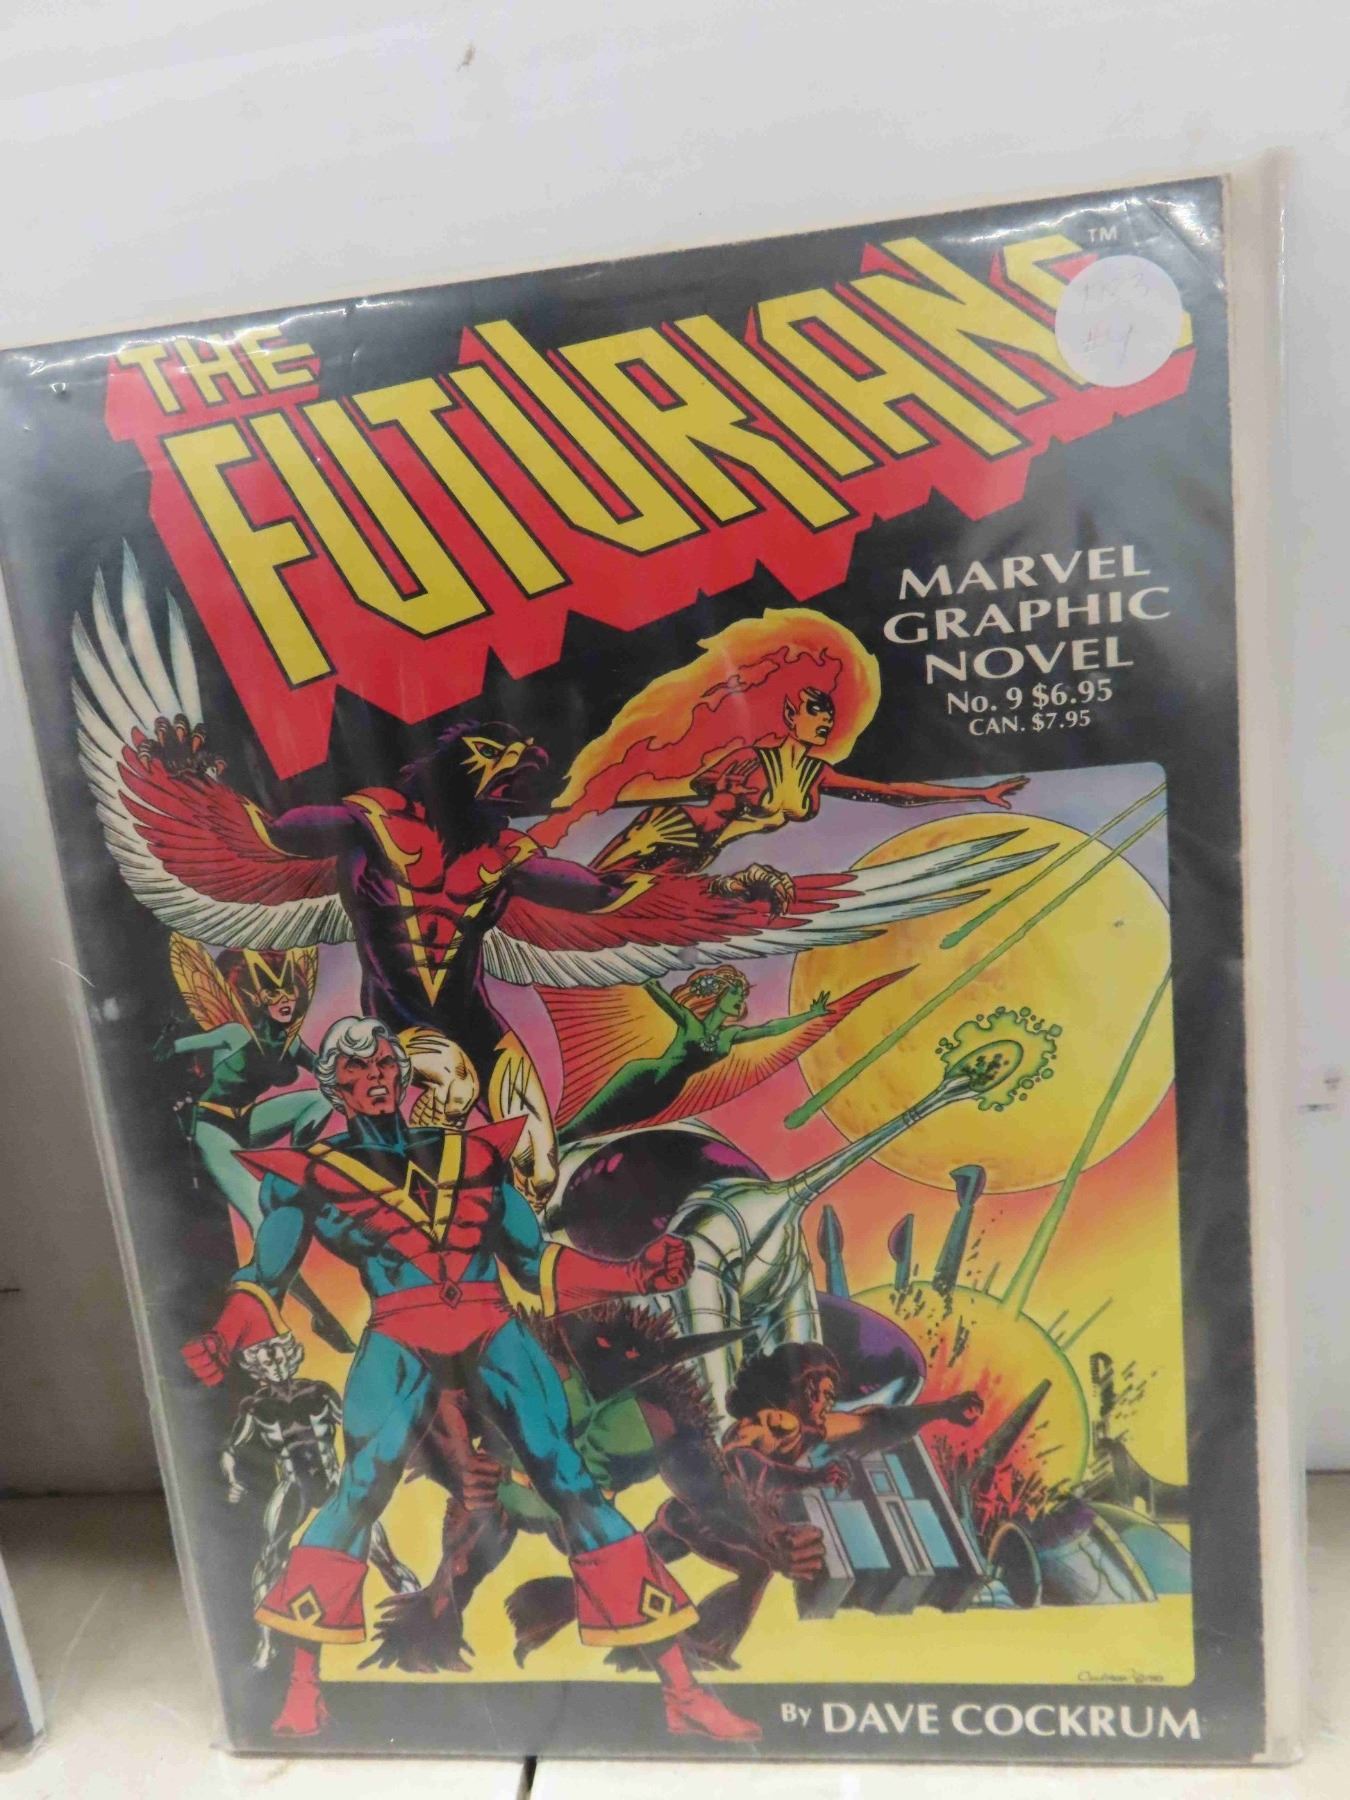 THE
FUTURIANS
TM
MARVEL
GRAPHIC
NOVEL
No. 9 $6.95
CAN. $7.95
M
By DAVE COCKRUM